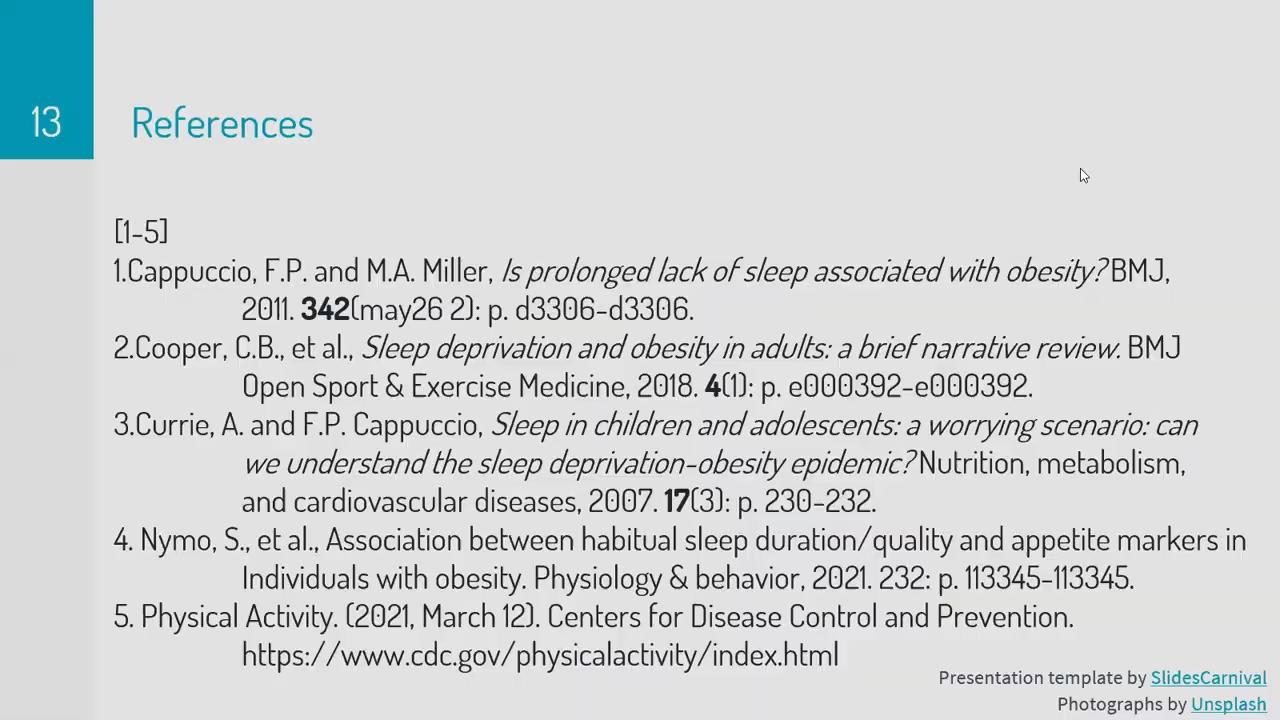 13
References
[1-5]
1.Cappuccio, F.P. and M.A. Miller, Is prolonged lack of sleep associated with obesity? BMJ,
2011. 342(may26 2): p. d3306-d3306.
2.Cooper, C.B., et al., Sleep deprivation and obesity in adults: a brief narrative review. BMJ
Open Sport & Exercise Medicine, 2018. 4(1): p. e000392-e000392.
3.Currie, A. and F.P. Cappuccio, Sleep in children and adolescents: a worrying scenario: can
we understand the sleep deprivation-obesity epidemic? Nutrition, metabolism,
and cardiovascular diseases, 2007. 17(3): p. 230-232.
4. Nymo, S., et al., Association between habitual sleep duration/quality and appetite markers in
Individuals with obesity. Physiology & behavior, 2021. 232: p. 113345-113345.
5. Physical Activity. (2021, March 12). Centers for Disease Control and Prevention.
https://www.cdc.gov/physicalactivity/index.html
Presentation template by SlidesCarnival
Photographs by Unsplash